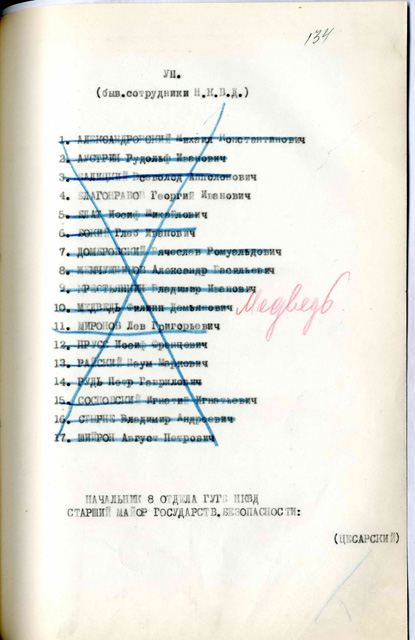 134
УП.
(быв.сотрудники Н.К.В.Д.)
1. АЛЕКСАНДРОВСКИЙ Михаил Константинович
2. АУСТРИН Рудольф Иванович
3. БАЛИЦКИЙ Всеволод Апполонович
4. БЛАГОНРАВОВ Георгий Иванович
5. БЛАТ Иосиф Михайлович
6. БОКИЙ Глеб Иванович
7. ДОМБРОВСКИЙ Вячеслав Ромуальдович
8. ЖЕМЧУЖНИКОВ Александр Васильевич
9. КРЕСТЬЯНКИН Владимир Иванович
10. МЕДВЕДЬ Филипп Демьянович Медведь
11. МИРОНОВ Лев Григорьевич
12. ПРУСС Иосиф Францевич
13. РАЙСКИЙ Наум Маркович
14. РУДЬ Петр Гаврилович
15. СОСНОВСКИЙ Игнатий Игнатьевич
16. СТЫРНЕ Владимир Андреевич
17. ШИЙРОН Август Петрович
НАЧАЛЬНИК 8 ОТДЕЛА ГУГБ НКВД
СТАРШИЙ МАЙОР ГОСУДАРСТВ.БЕЗОПАСНОСТИ:
(ЦЕСАРСКИЙ)